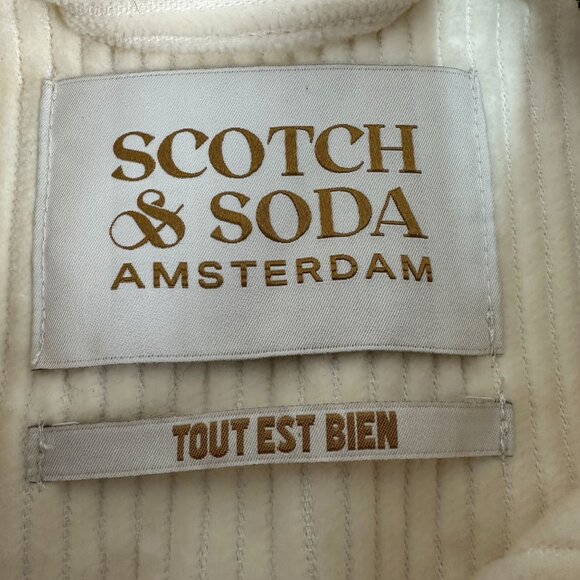 SCOTCH
& SODA
AMSTERDAM
TOUT EST BIEN